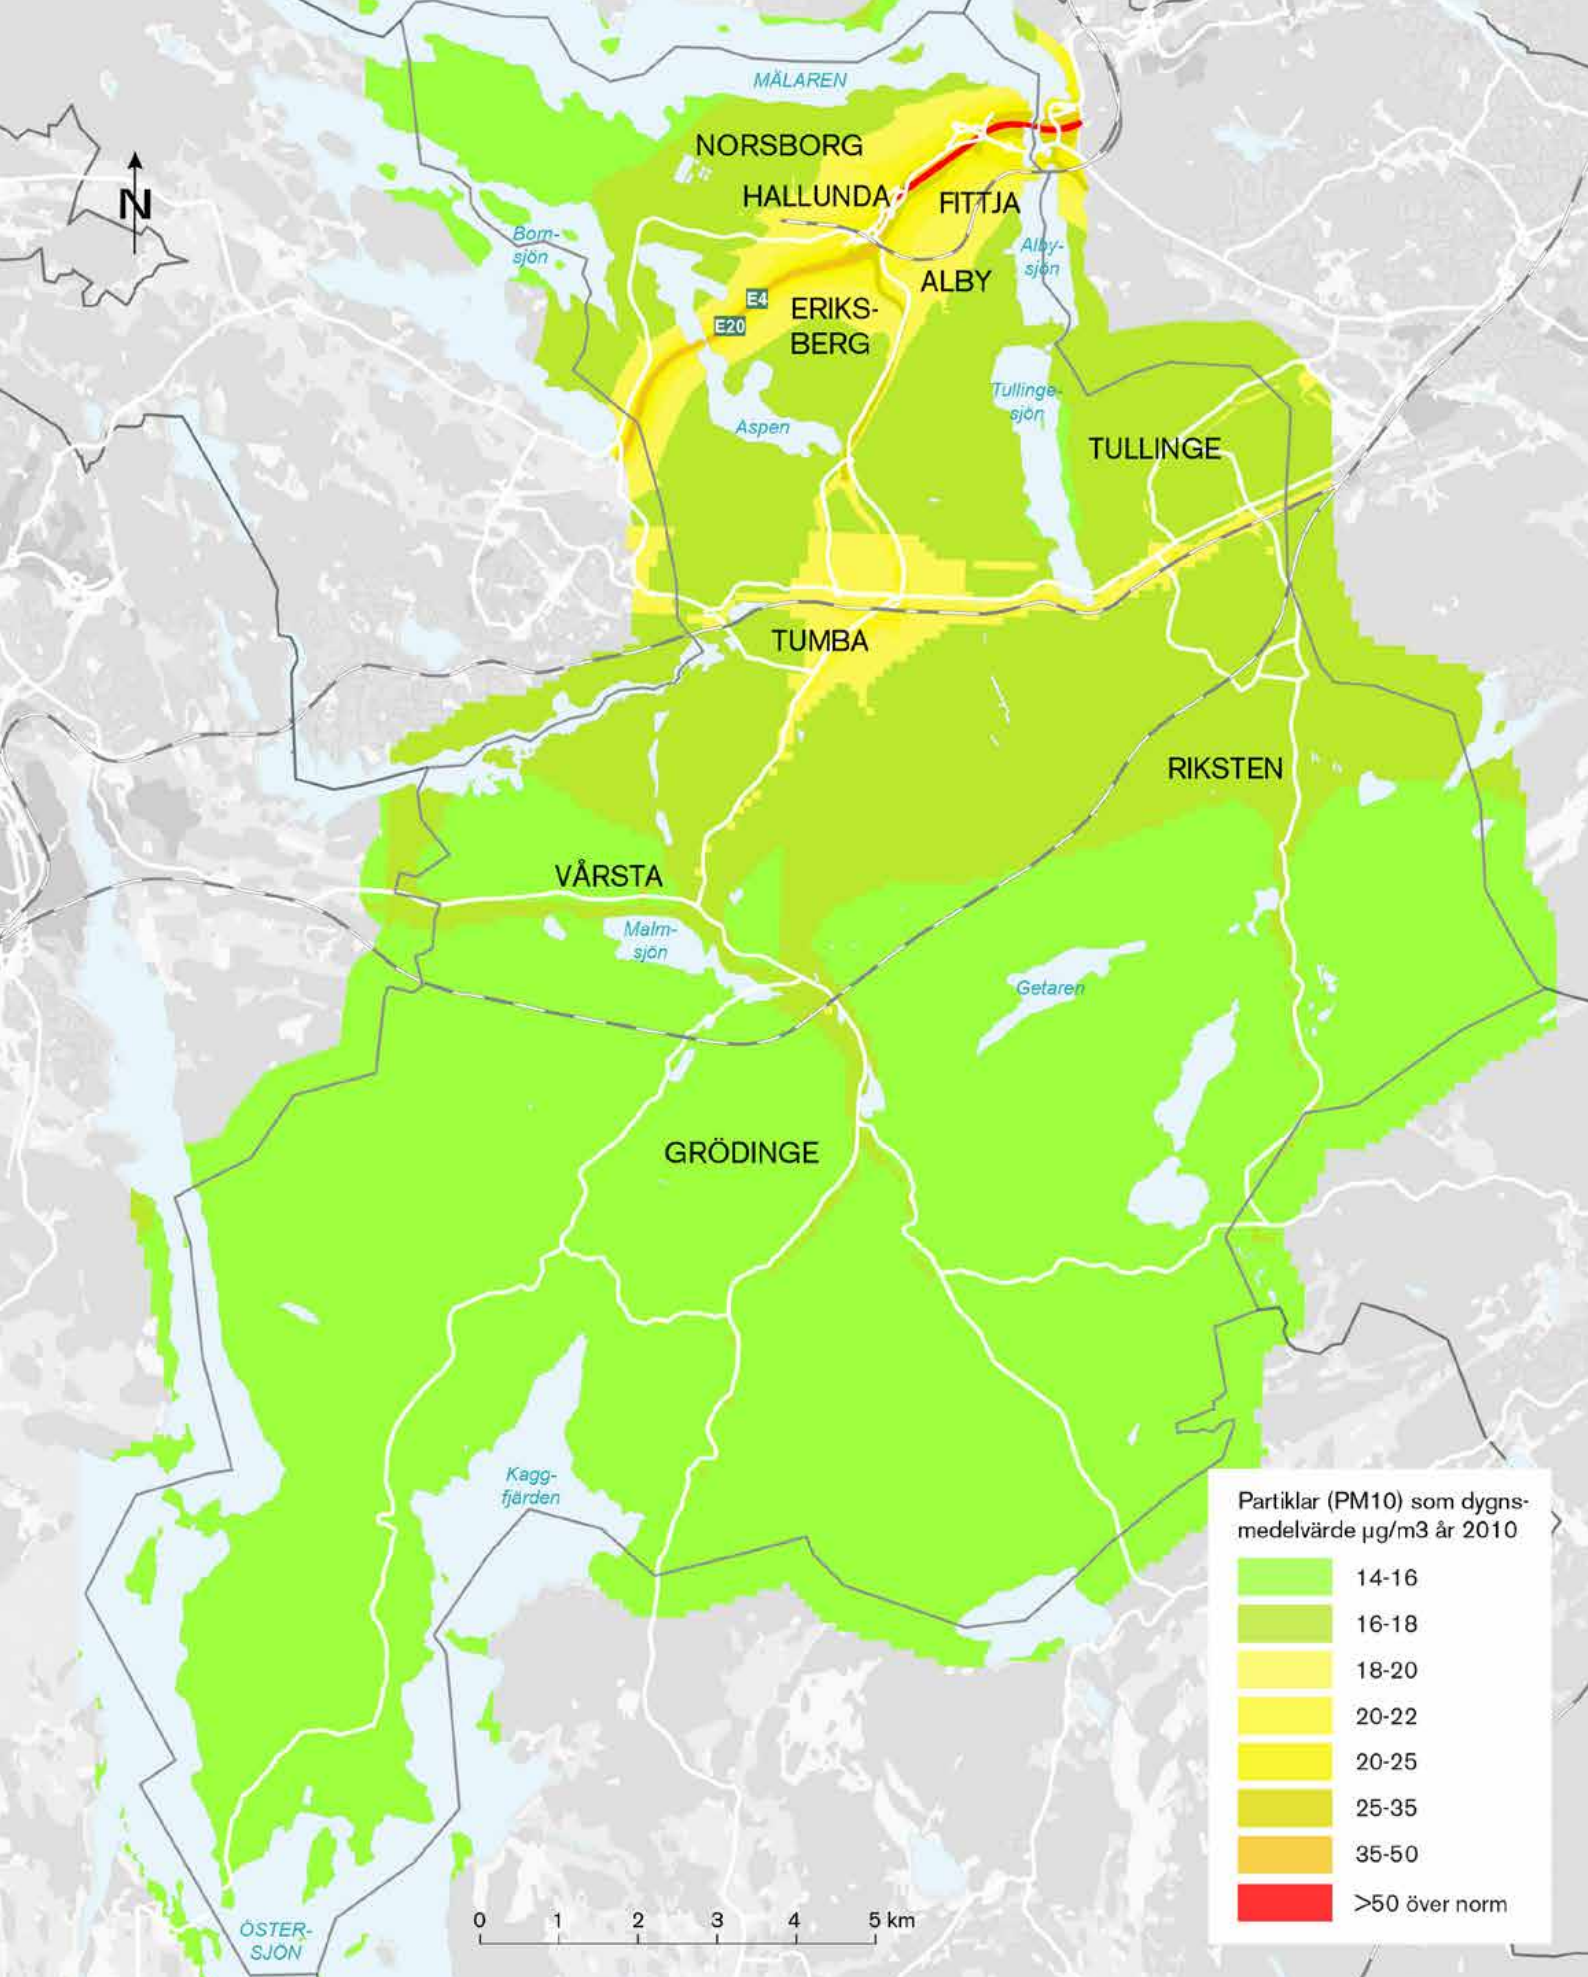 MÄLAREN
NORSBORG
N
HALLUNDA
FITTJA
Born-
sjön
Alby-
sjön
ALBY
E4
ERIKS-
BERG
E20
Tullinge-
sjön
Aspen
TULLINGE
TUMBA
RIKSTEN
VÅRSTA
Malm-
sjön
Getaren
GRÖDINGE
Kagg-
fjärden
Partiklar (PM10) som dygns-
medelvärde µg/m3 år 2010
14-16
16-18
18-20
20-22
20-25
25-35
35-50
>50 över norm
0 1 2 3 4 5 km
ÖSTER-
SJÖN